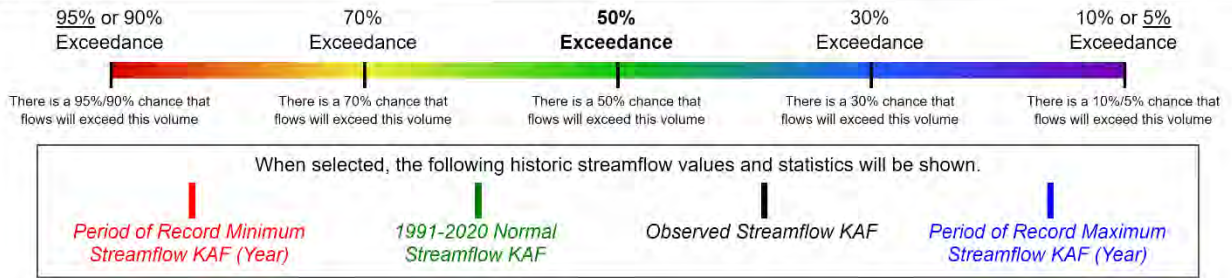 95% or 90% 70% 50% 30% 10% or 5%
Exceedance Exceedance Exceedance Exceedance Exceedance
There is a 95%/90% chance that There is a 70% chance that There is a 50% chance that There is a 30% chance that There is a 10%/5% chance that
flows will exceed this volume flows will exceed this volume flows will exceed this volume flows will exceed this volume flows will exceed this volume
When selected, the following historic streamflow values and statistics will be shown.
Period of Record Minimum 1991-2020 Normal Observed Streamflow KAF Period of Record Maximum
Streamflow KAF (Year) Streamflow KAF Streamflow KAF (Year)